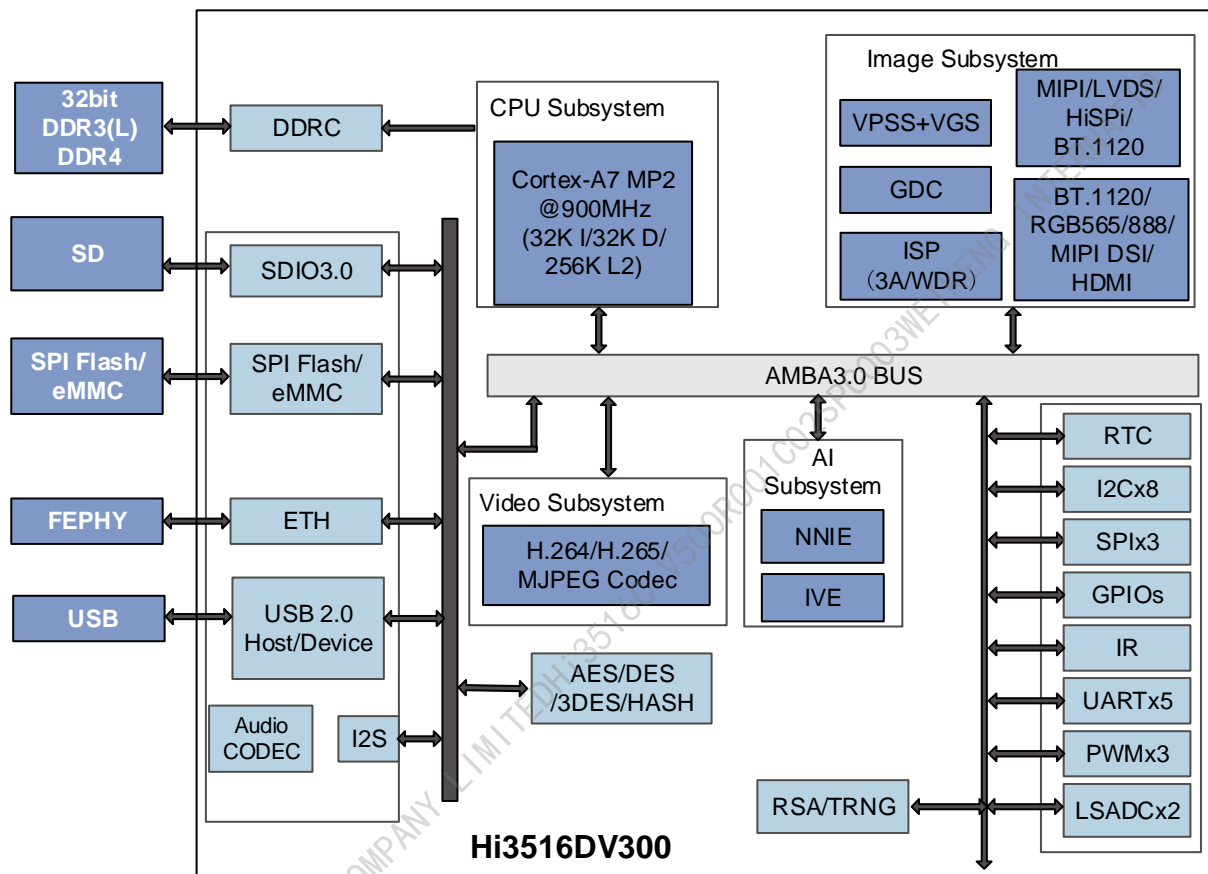 32bit
DDR3(L)
DDR4
DDRC
SD
SDIO3.0
SPI Flash/
eMMC
SPI Flash/
eMMC
FEPHY
ETH
USB
USB 2.0
Host/Device
Audio
CODEC
I2S
CPU Subsystem
Cortex-A7 MP2
@900MHz
(32K I/32K D/
256K L2)
Image Subsystem
VPSS+VGS
GDC
ISP
(3A/WDR)
MIPI/LVDS/
HiSPi/
BT.1120
BT.1120/
RGB565/888/
MIPI DSI/
HDMI
AMBA3.0 BUS
Video Subsystem
H.264/H.265/
MJPEG Codec
AI
Subsystem
NNIE
IVE
AES/DES
/3DES/HASH
RSA/TRNG
RTC
I2Cx8
SPIx3
GPIOs
IR
UARTx5
PWMx3
LSADCx2
Hi3516DV300